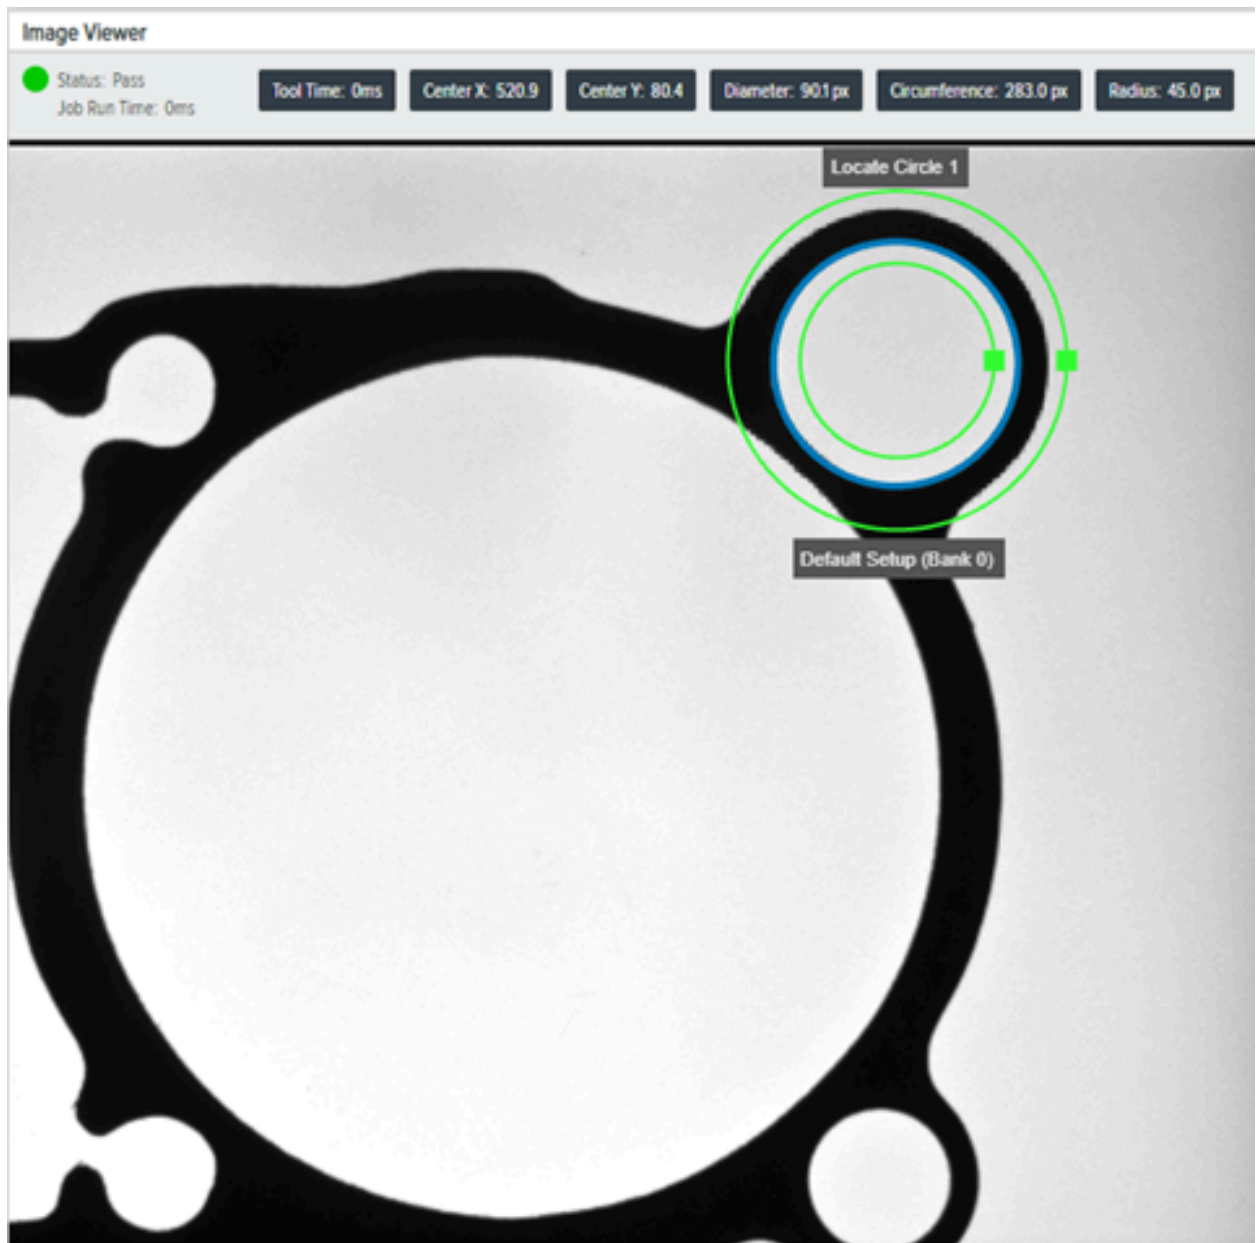 Image Viewer
Status: Pass
Job Run Time: 0ms
Tool Time: 0ms
Center X: 520.9
Center Y: 80.4
Diameter: 90.1 px
Circumference: 283.0 px
Radius: 45.0 px
Locate Circle 1
Default Setup (Bank 0)